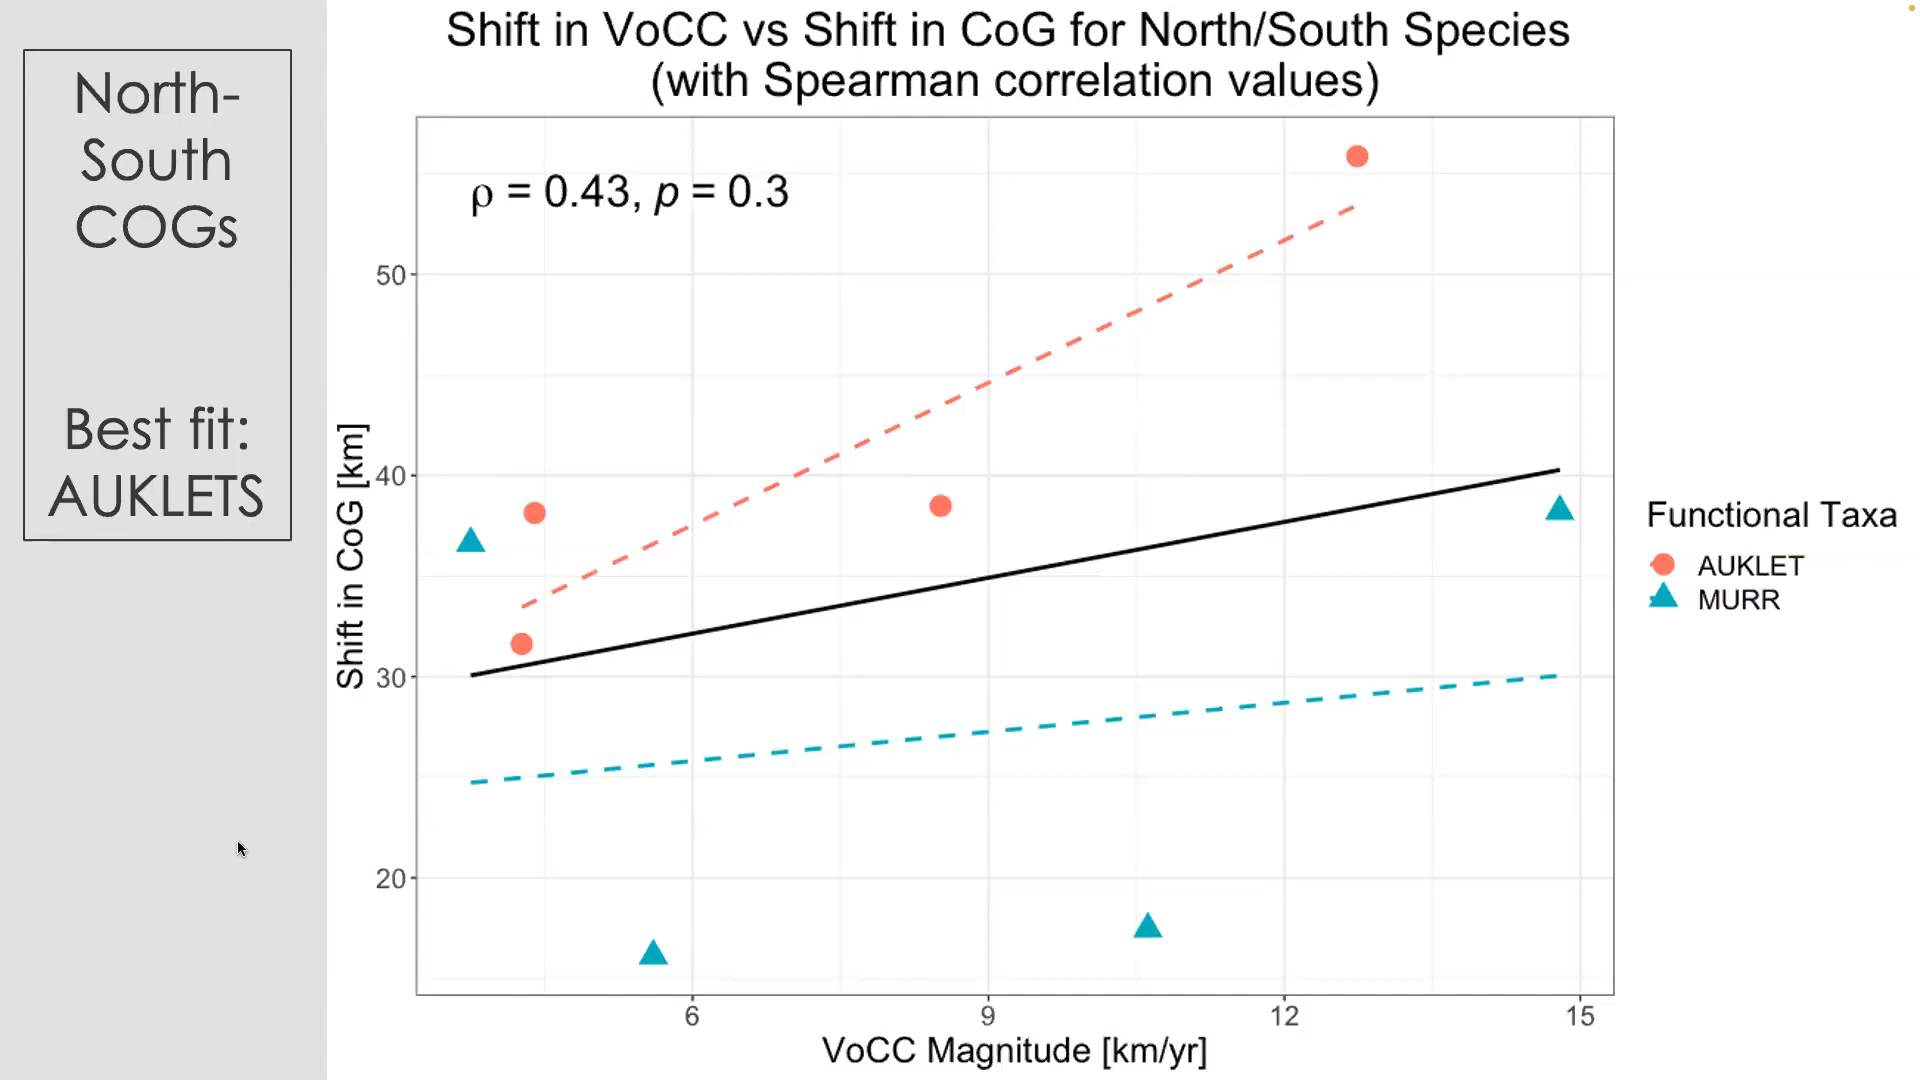 North-
South
COGs
Best fit:
AUKLETS
Shift in VoCC vs Shift in CoG for North/South Species
(with Spearman correlation values)
ρ = 0.43, p = 0.3
50
40
30
20
Shift in CoG [km]
6
9
12
15
VoCC Magnitude [km/yr]
Functional Taxa
AUKLET
MURR